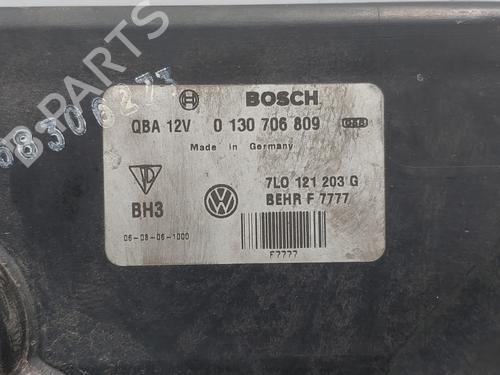 BOSCH
QBA 12V 0 130 706 809
Made in Germany
7L0 121 203 G
BH3
BEHR F 7777
06-08-06-1000
F7777
PARTS